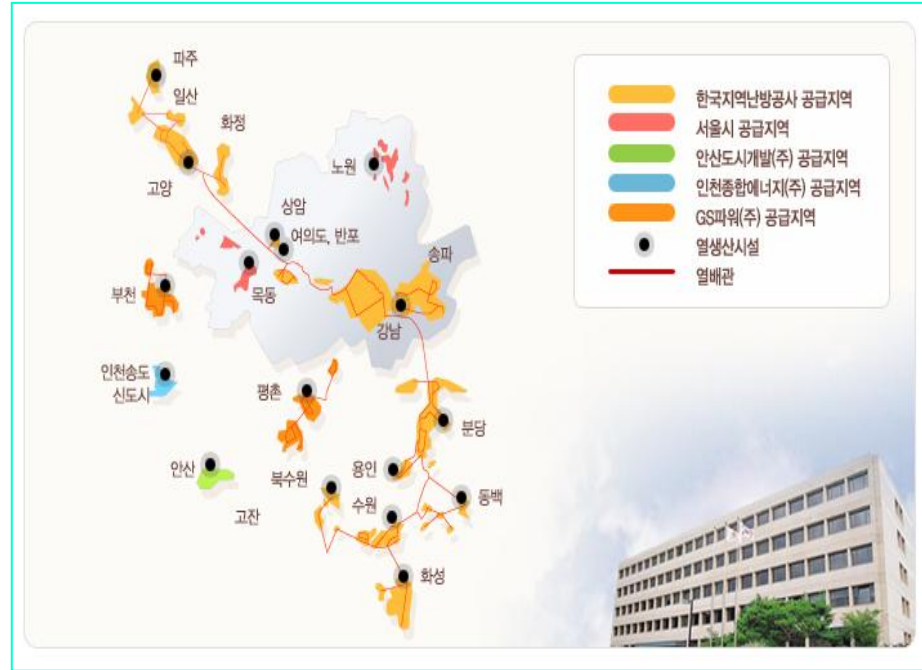 파주
일산
화정
고양
노원
상암
여의도, 반포
송파
목동
부천
강남
인천송도
신도시
평촌
분당
안산
북수원
용인
수원
동백
고잔
화성
한국지역난방공사 공급지역
서울시 공급지역
안산도시개발(주) 공급지역
인천종합에너지(주) 공급지역
GS파워(주) 공급지역
열생산시설
열배관